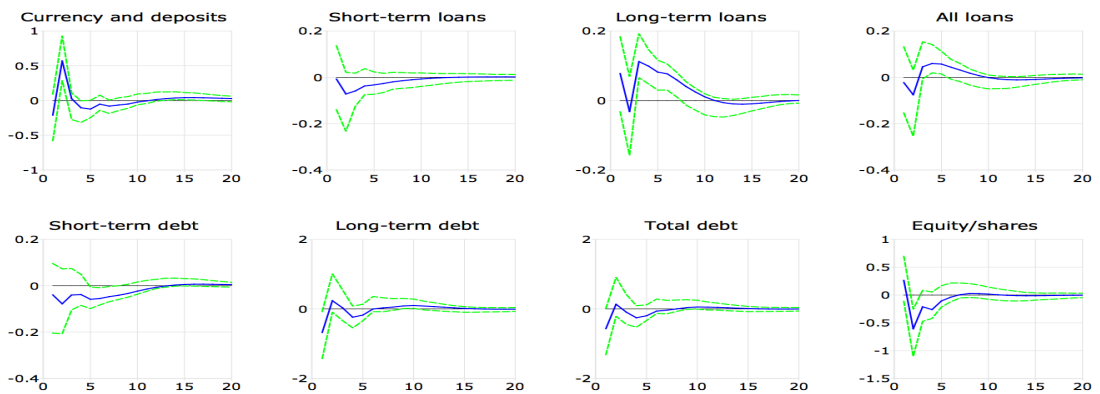 Currency and deposits
1
0.5
0
-0.5
-1
0 5 10 15 20
Short-term loans
0.2
0
-0.2
-0.4
0 5 10 15 20
Long-term loans
0.2
0
-0.2
0 5 10 15 20
All loans
0.2
0
-0.2
-0.4
0 5 10 15 20
Short-term debt
0.2
0
-0.2
-0.4
0 5 10 15 20
Long-term debt
2
0
-2
0 5 10 15 20
Total debt
2
0
-2
0 5 10 15 20
Equity/shares
1
0.5
0
-0.5
-1
-1.5
0 5 10 15 20